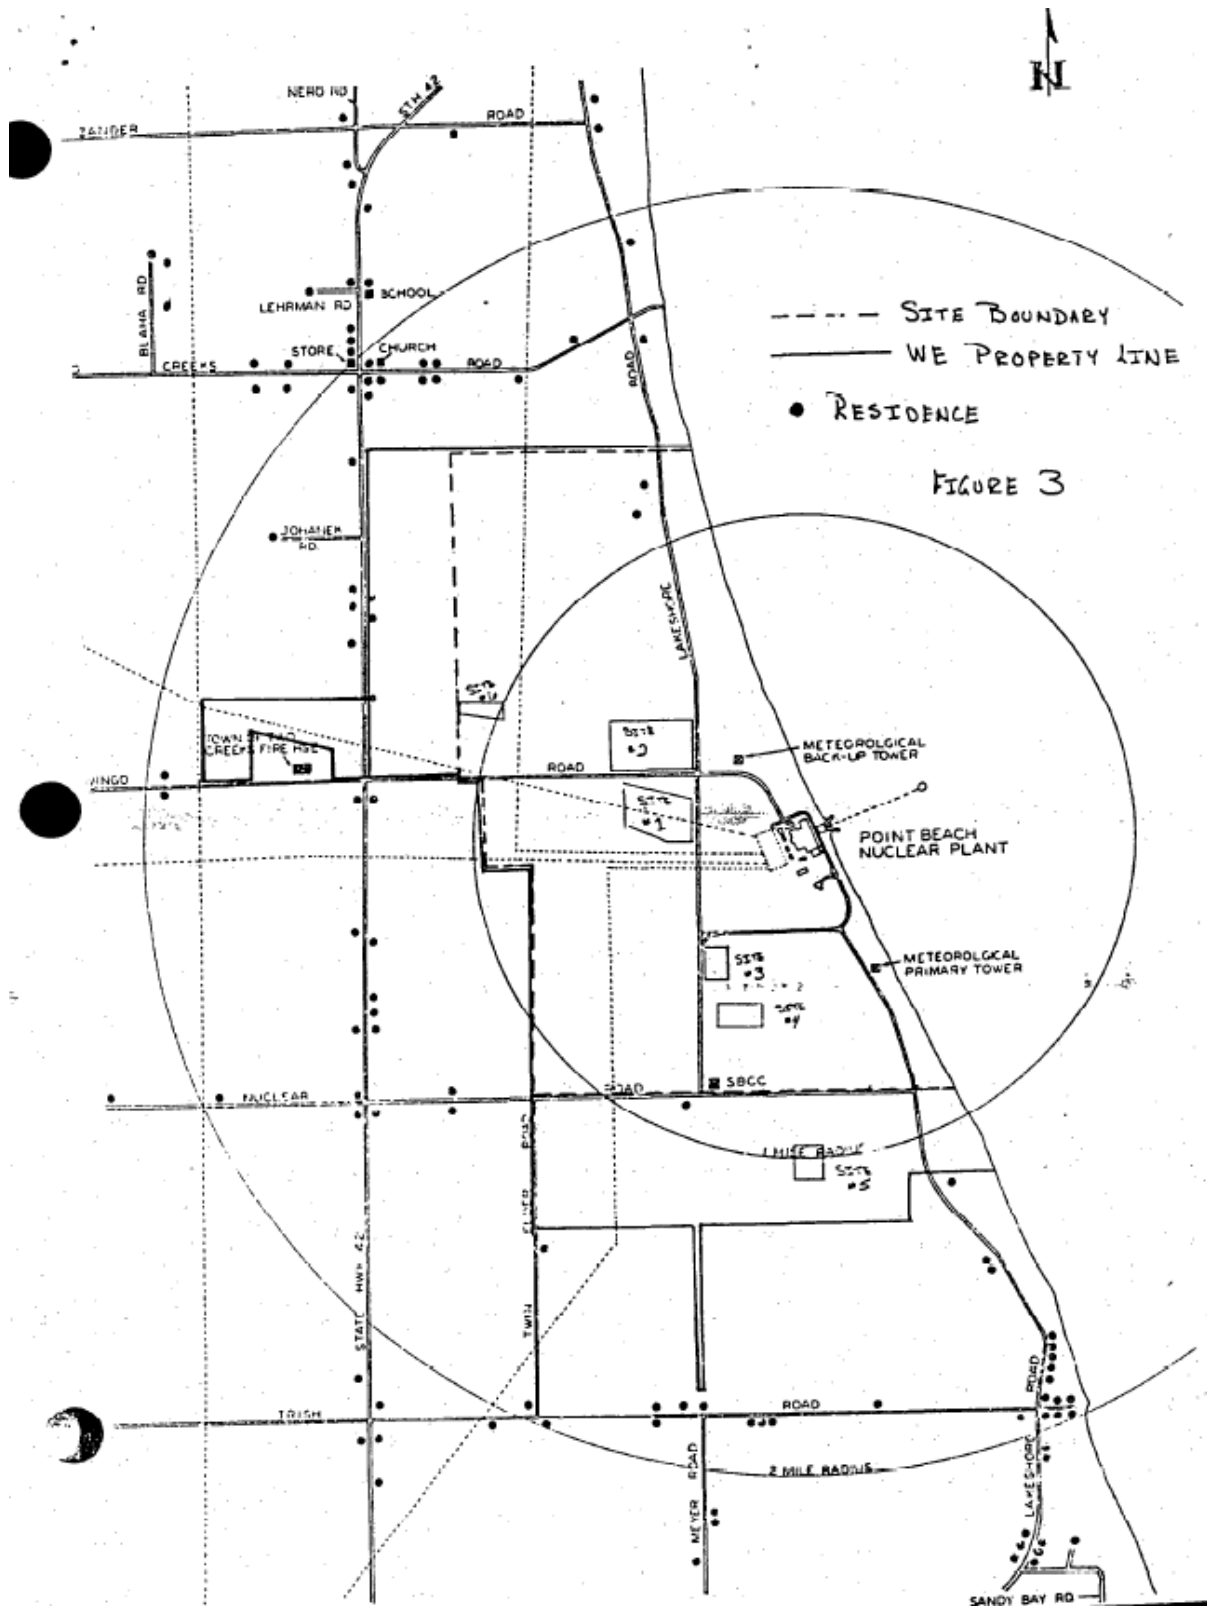 N
NERO RD
STH 42
ZANDER
ROAD
BLAHA RD
LEHRMAN RD
SCHOOL
STORE
CHURCH
CREEKS
ROAD
ROAD
SITE BOUNDARY
WE PROPERTY LINE
RESIDENCE
FIGURE 3
JOHANEK
RD.
LAKESHORE
SITE
#6
SITE
#2
TOWN OF TWO
CREEKS FIRE HSE
ROAD
METEOROLGICAL
BACK-UP TOWER
SITE
#1
POINT BEACH
NUCLEAR PLANT
SITE
#3
METEOROLGICAL
PRIMARY TOWER
SITE
#4
SBCC
NUCLEAR
ROAD
ROAD
1 MILE RADIUS
SITE
#5
STATE HWY 42
TWIN
ROAD
IRISH
ROAD
MEYER ROAD
2 MILE RADIUS
LAKESHORE
SANDY BAY RD